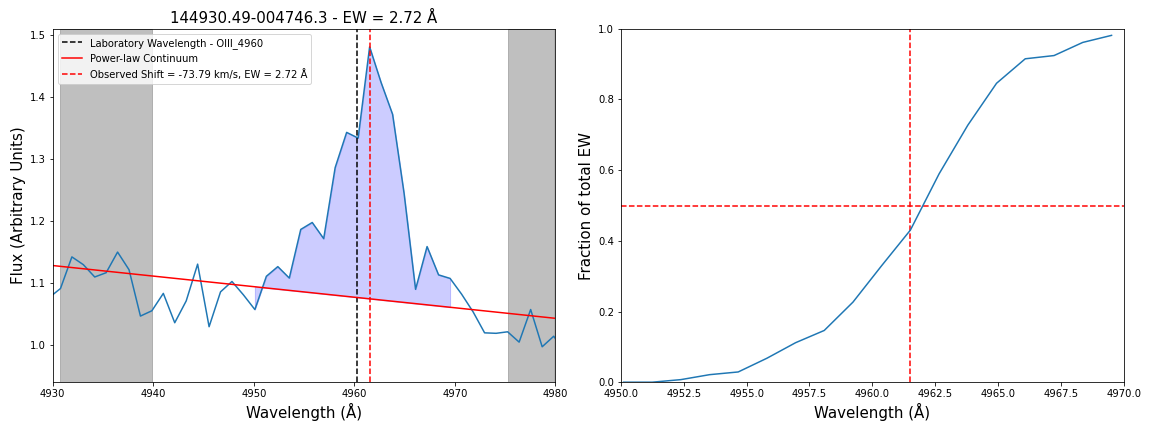 144930.49-004746.3 - EW = 2.72 Å
Laboratory Wavelength - OIII_4960
Power-law Continuum
Observed Shift = -73.79 km/s, EW = 2.72 Å
Flux (Arbitrary Units)
1.5
1.4
1.3
1.2
1.1
1.0
4930 4940 4950 4960 4970 4980
Wavelength (Å)
Fraction of total EW
1.0
0.8
0.6
0.4
0.2
0.0
4950.0 4952.5 4955.0 4957.5 4960.0 4962.5 4965.0 4967.5 4970.0
Wavelength (Å)